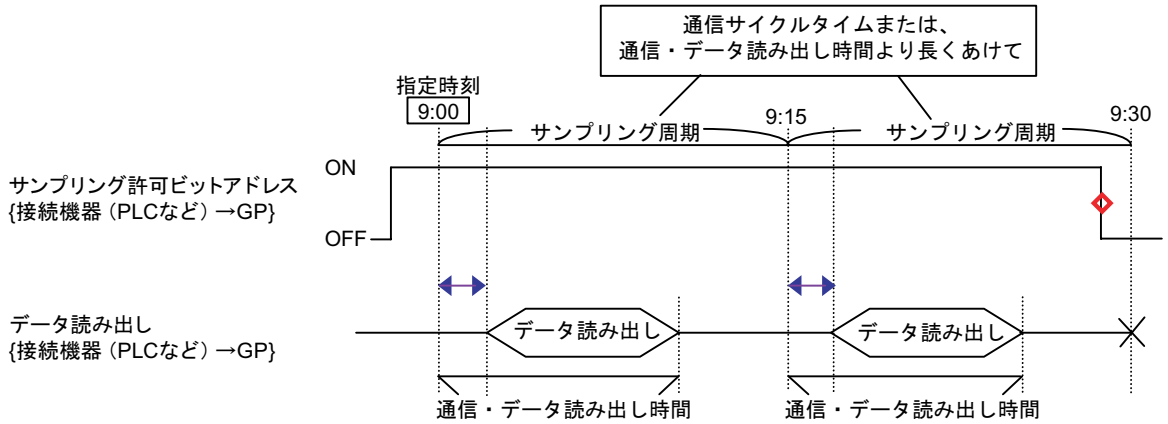 通信サイクルタイムまたは、
通信・データ読み出し時間より長くあけて
指定時刻
9:00
9:15
9:30
サンプリング周期
サンプリング周期
サンプリング許可ビットアドレス
{接続機器（PLCなど）→GP}
ON
OFF
データ読み出し
{接続機器（PLCなど）→GP}
データ読み出し
データ読み出し
通信・データ読み出し時間
通信・データ読み出し時間